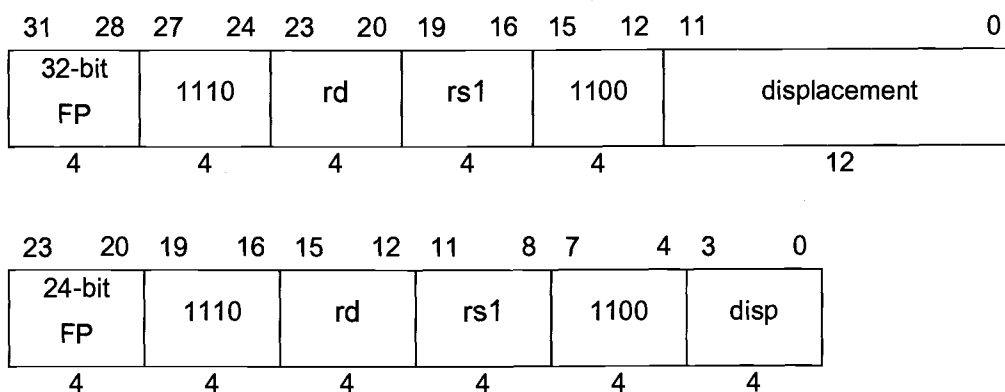 31 28 27 24 23 20 19 16 15 12 11 0
32-bit
FP 1110 rd rs1 1100 displacement
4 4 4 4 4 12
23 20 19 16 15 12 11 8 7 4 3 0
24-bit
FP 1110 rd rs1 1100 disp
4 4 4 4 4 4